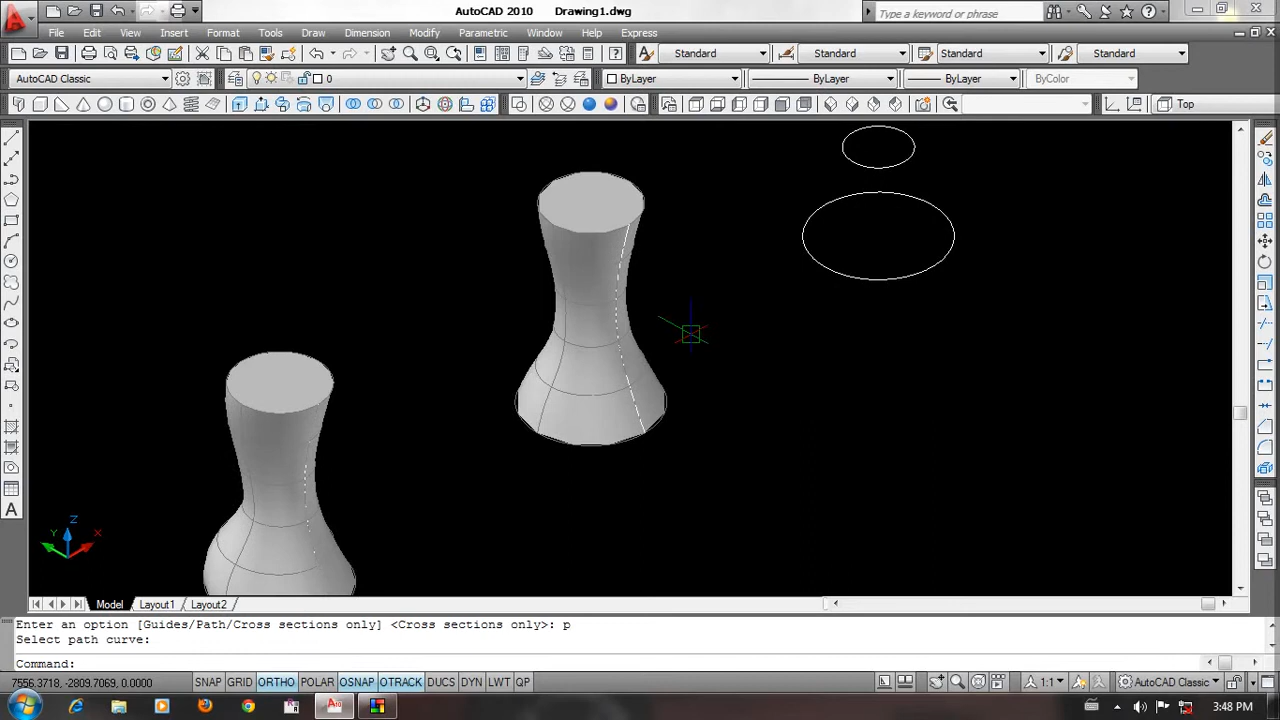 AutoCAD 2010 Drawing1.dwg
Type a keyword or phrase
File Edit View Insert Format Tools Draw Dimension Modify Parametric Window Help Express
Standard Standard Standard Standard
AutoCAD Classic 0 ByLayer ByLayer ByLayer ByColor
Top
Z
Y X
Model Layout1 Layout2
Enter an option [Guides/Path/Cross sections only] <Cross sections only>: p
Select path curve:
Command:
7556.3718, -2809.7069, 0.0000 SNAP GRID ORTHO POLAR OSNAP OTRACK DUCS DYN LWT QP 1:1 AutoCAD Classic
3:48 PM